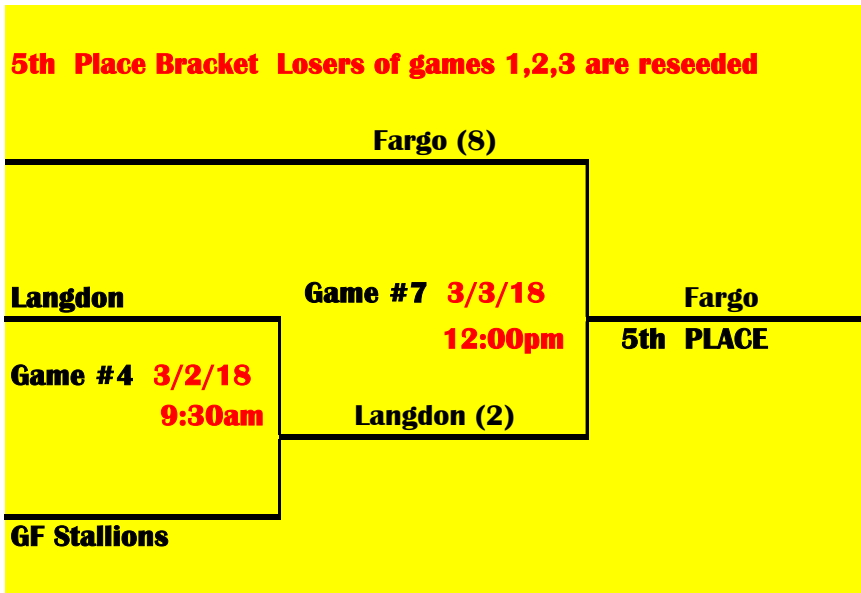 5th Place Bracket Losers of games 1,2,3 are reseeded
Fargo (8)
Langdon
Game #7 3/3/18
12:00pm
Fargo
5th PLACE
Game #4 3/2/18
9:30am
Langdon (2)
GF Stallions